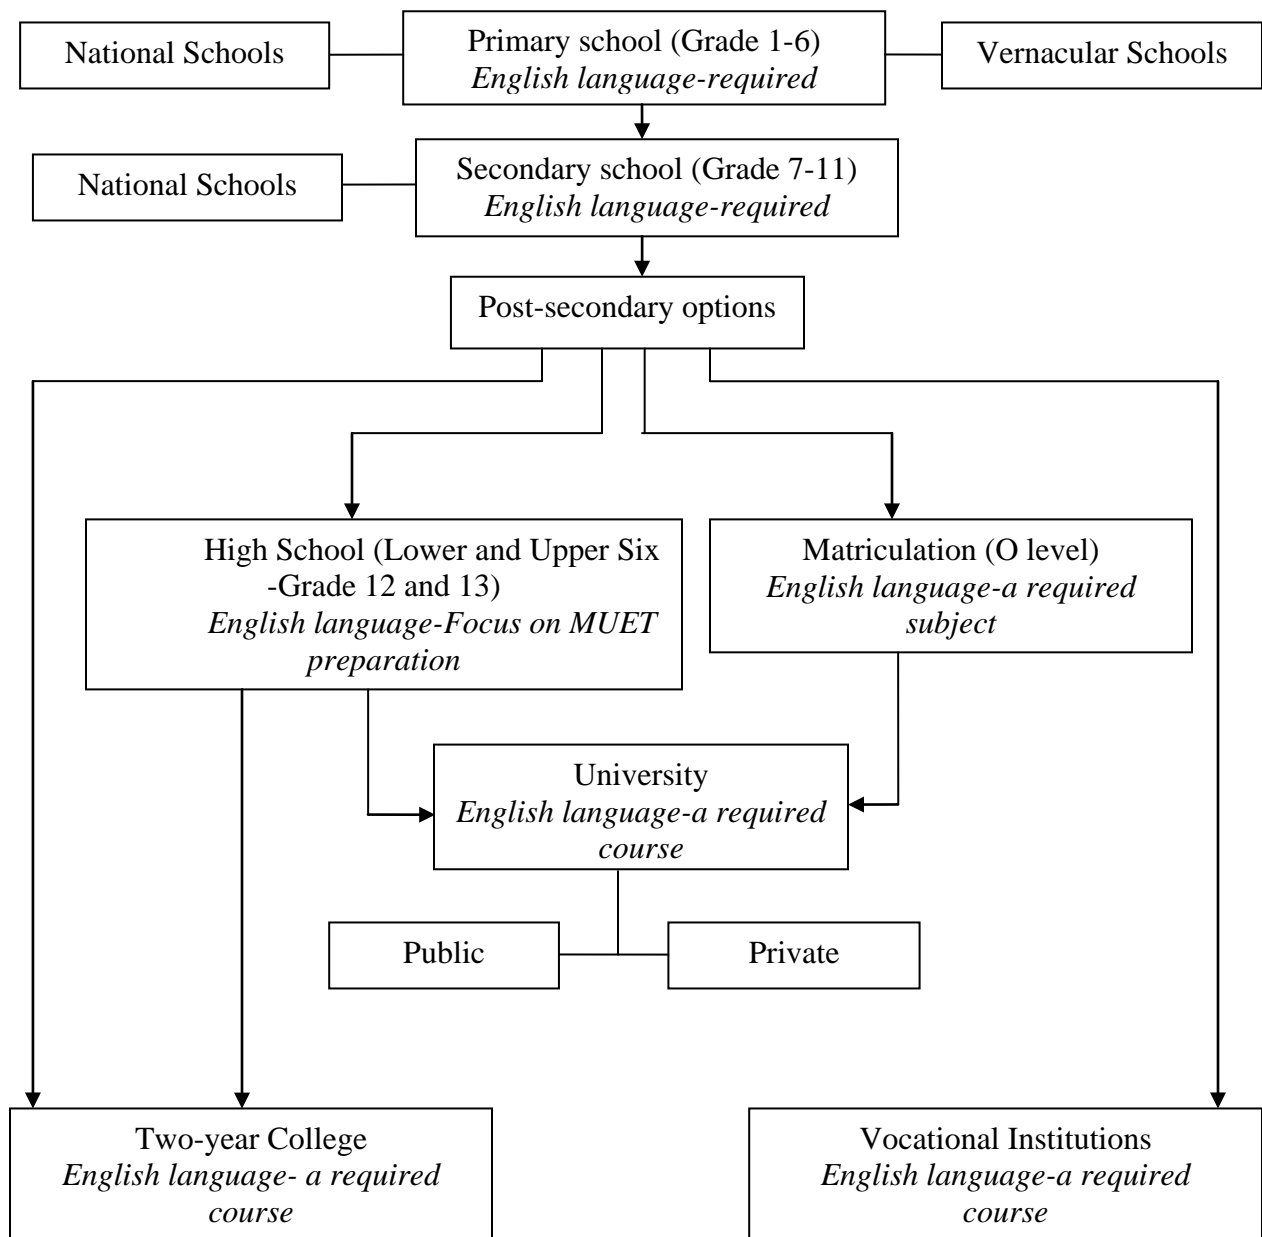 National Schools
Primary school (Grade 1-6)
English language-required
Vernacular Schools
National Schools
Secondary school (Grade 7-11)
English language-required
Post-secondary options
High School (Lower and Upper Six
-Grade 12 and 13)
English language-Focus on MUET
preparation
Matriculation (O level)
English language-a required
subject
University
English language-a required
course
Public
Private
Two-year College
English language- a required
course
Vocational Institutions
English language-a required
course